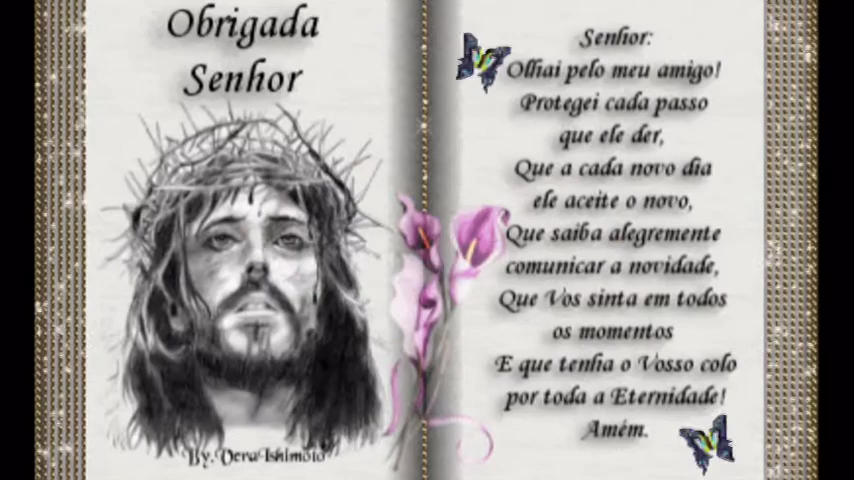 Obrigada
Senhor
By. Vera Ishimoto
Senhor:
Olhai pelo meu amigo!
Protegei cada passo
que ele der,
Que a cada novo dia
ele aceite o novo,
Que saiba alegremente
comunicar a novidade,
Que Vos sinta em todos
os momentos
E que tenha o Vosso colo
por toda a Eternidade!
Amém.